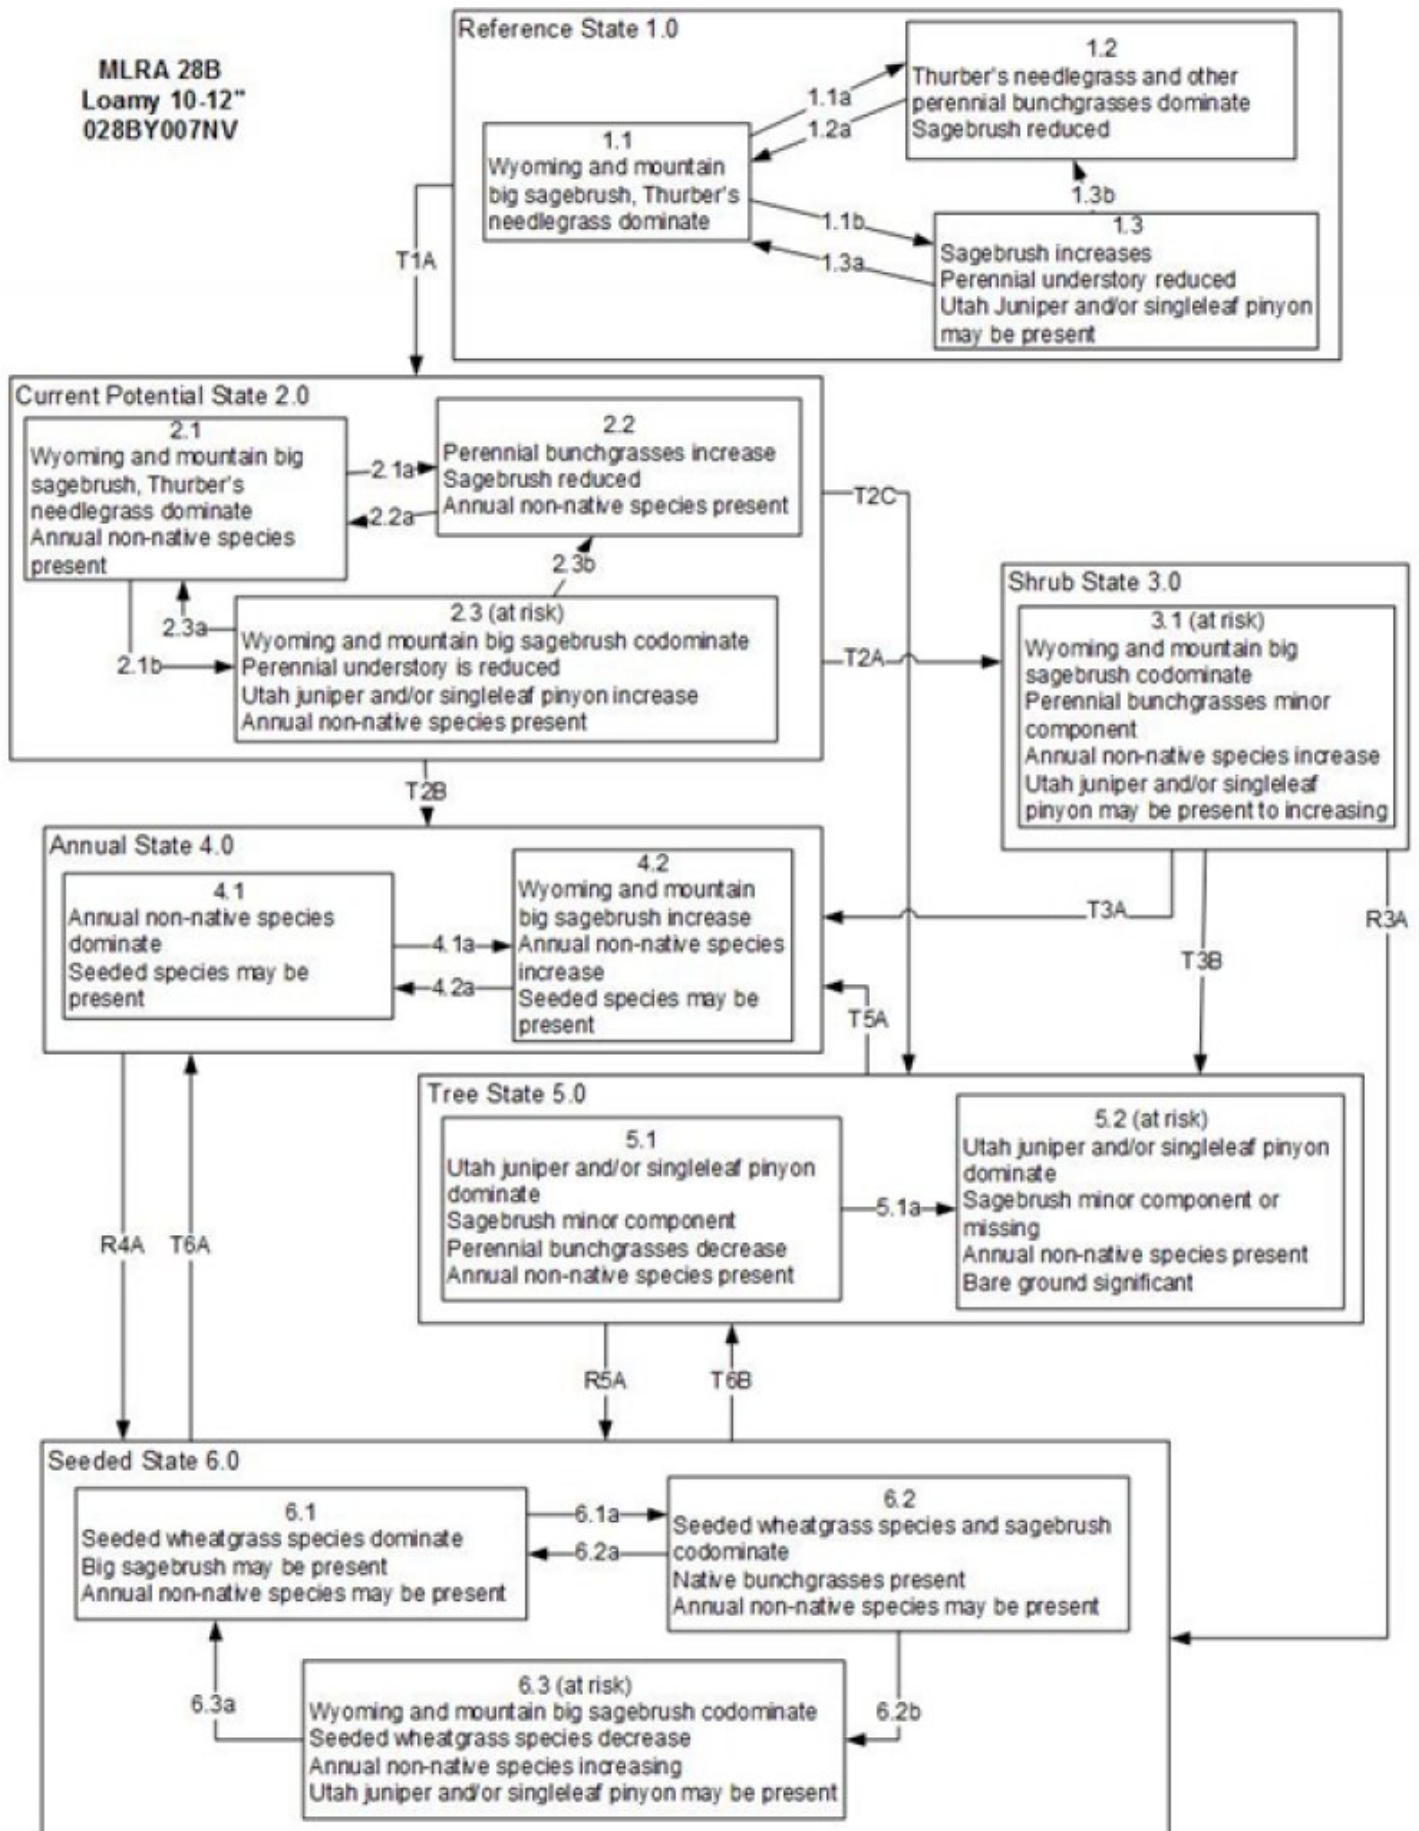 MLRA 28B
Loamy 10-12"
028BY007NV
Reference State 1.0
1.1
Wyoming and mountain
big sagebrush, Thurber's
needlegrass dominate
1.1a
1.2a
1.2
Thurber's needlegrass and other
perennial bunchgrasses dominate
Sagebrush reduced
1.3b
1.1b
1.3a
1.3
Sagebrush increases
Perennial understory reduced
Utah Juniper and/or singleleaf pinyon
may be present
T1A
Current Potential State 2.0
2.1
Wyoming and mountain big
sagebrush, Thurber's
needlegrass dominate
Annual non-native species
present
2.1a
2.2a
2.2
Perennial bunchgrasses increase
Sagebrush reduced
Annual non-native species present
2.3b
2.3a
2.1b
2.3 (at risk)
Wyoming and mountain big sagebrush codominate
Perennial understory is reduced
Utah juniper and/or singleleaf pinyon increase
Annual non-native species present
T2C
T2A
T2B
Shrub State 3.0
3.1 (at risk)
Wyoming and mountain big
sagebrush codominate
Perennial bunchgrasses minor
component
Annual non-native species increase
Utah juniper and/or singleleaf
pinyon may be present to increasing
Annual State 4.0
4.1
Annual non-native species
dominate
Seeded species may be
present
4.1a
4.2a
4.2
Wyoming and mountain
big sagebrush increase
Annual non-native species
increase
Seeded species may be
present
T3A
R3A
T3B
T5A
Tree State 5.0
5.1
Utah juniper and/or singleleaf pinyon
dominate
Sagebrush minor component
Perennial bunchgrasses decrease
Annual non-native species present
5.1a
5.2 (at risk)
Utah juniper and/or singleleaf pinyon
dominate
Sagebrush minor component or
missing
Annual non-native species present
Bare ground significant
R4A
T6A
R5A
T6B
Seeded State 6.0
6.1
Seeded wheatgrass species dominate
Big sagebrush may be present
Annual non-native species may be present
6.1a
6.2a
6.2
Seeded wheatgrass species and sagebrush
codominate
Native bunchgrasses present
Annual non-native species may be present
6.3a
6.2b
6.3 (at risk)
Wyoming and mountain big sagebrush codominate
Seeded wheatgrass species decrease
Annual non-native species increasing
Utah juniper and/or singleleaf pinyon may be present